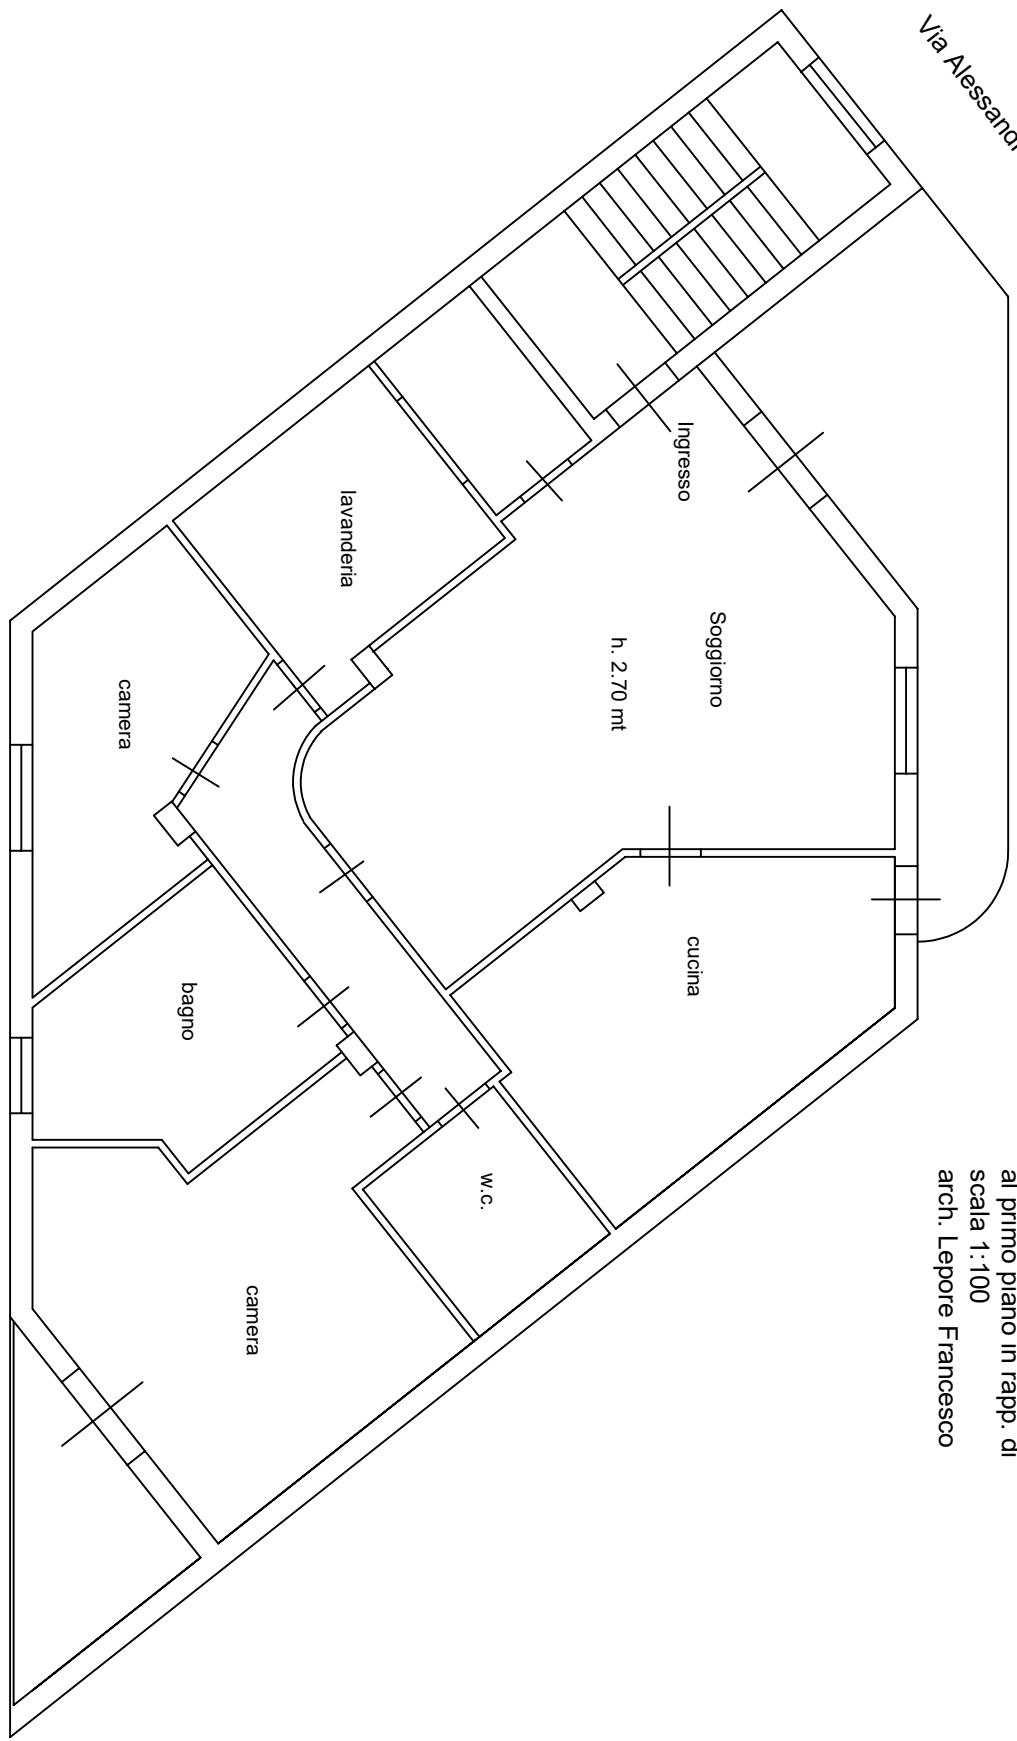 Via Alessandr
al primo piano in rapp. di
scala 1:100
arch. Lepore Francesco
Ingresso
Soggiorno
h. 2.70 mt
lavanderia
camera
cucina
bagno
w.c.
camera